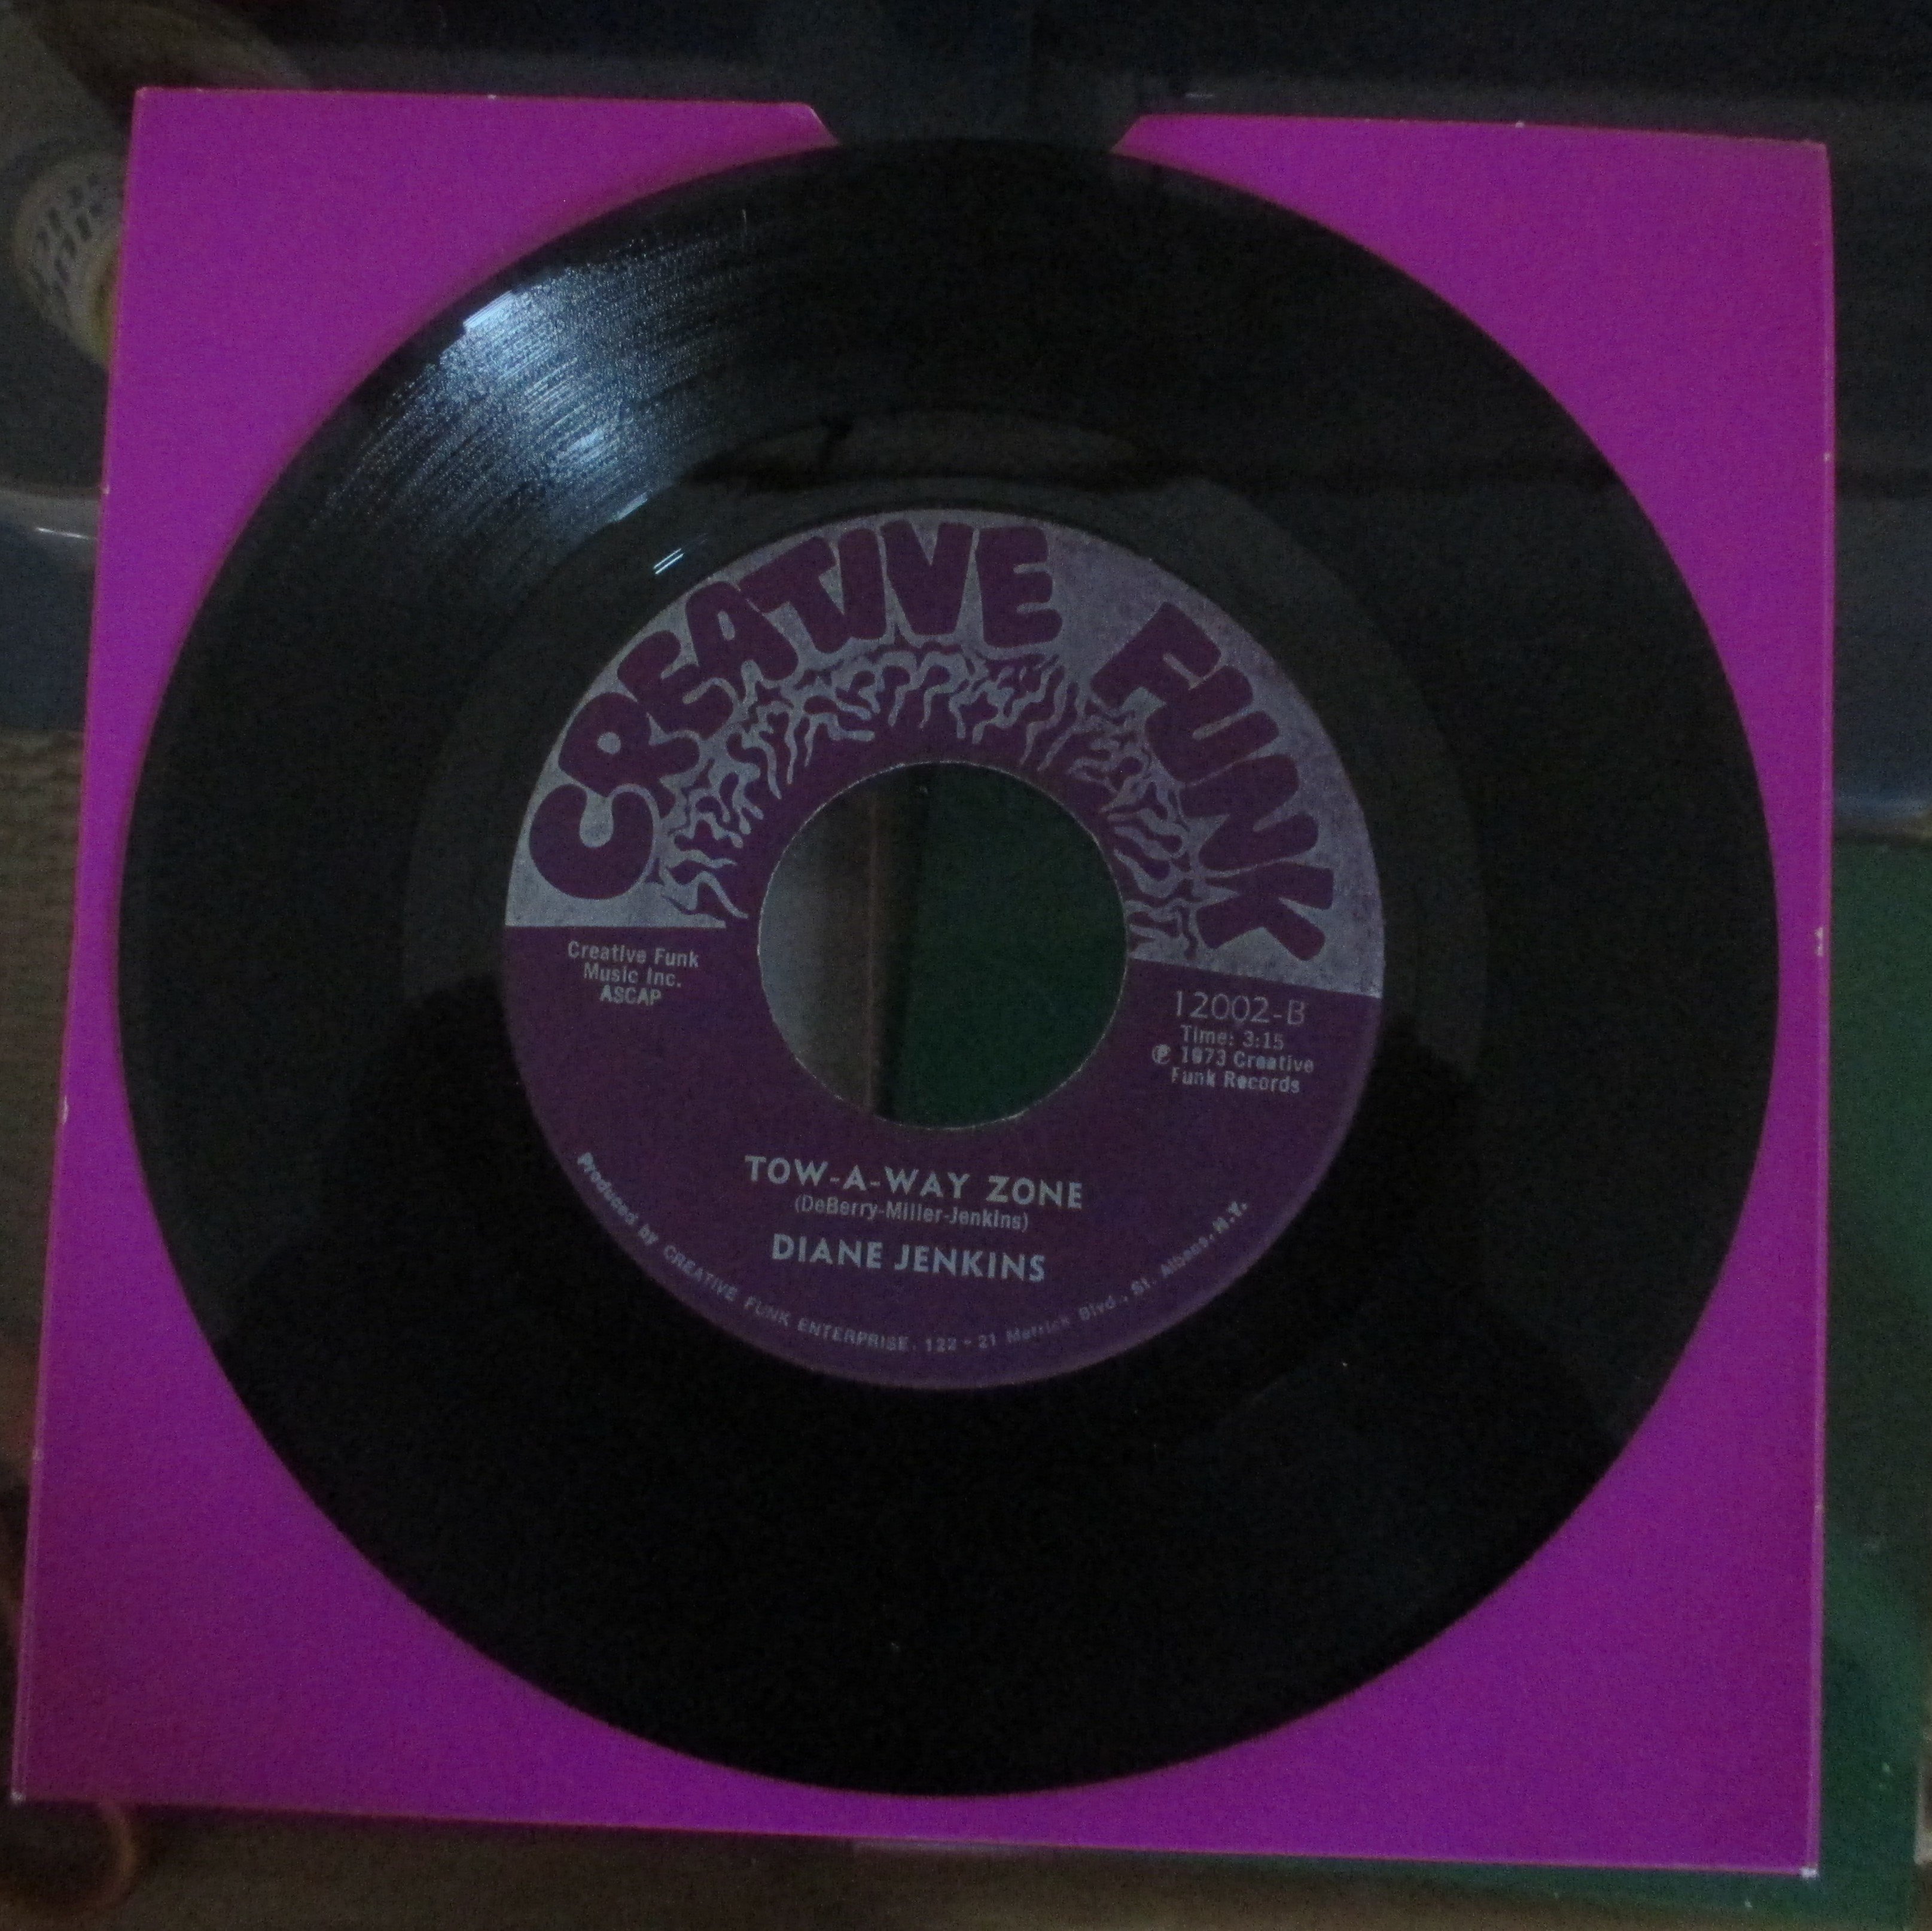 CREATIVE FUNK
Creative Funk
Music Inc.
ASCAP
12002-B
Time: 3:15
℗ 1973 Creative
Funk Records
TOW-A-WAY ZONE
(DeBerry-Miller-Jenkins)
DIANE JENKINS
Produced by CREATIVE FUNK ENTERPRISE, 122-21 Merrick Blvd., St. Albans, N.Y.